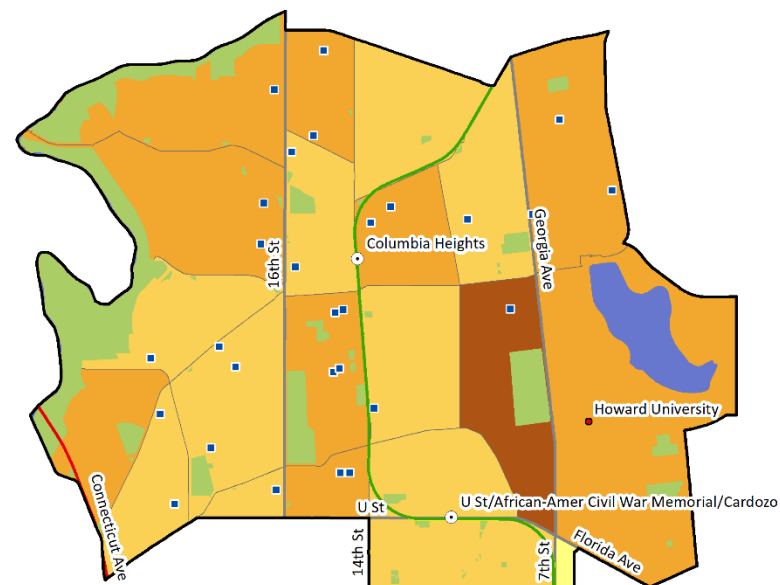 Georgia Ave
Columbia Heights
16th St
Howard University
Connecticut Ave
U St
U St/African-Amer Civil War Memorial/Cardozo
14th St
7th St
Florida Ave